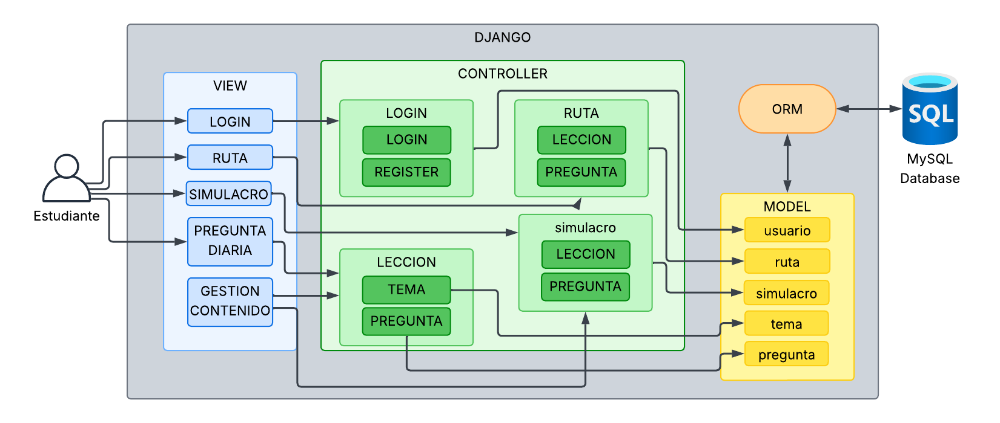 DJANGO
VIEW
LOGIN
RUTA
SIMULACRO
PREGUNTA
DIARIA
GESTION
CONTENIDO
Estudiante
CONTROLLER
LOGIN
LOGIN
REGISTER
RUTA
LECCION
PREGUNTA
simulacro
LECCION
PREGUNTA
LECCION
TEMA
PREGUNTA
ORM
MODEL
usuario
ruta
simulacro
tema
pregunta
SQL
MySQL
Database